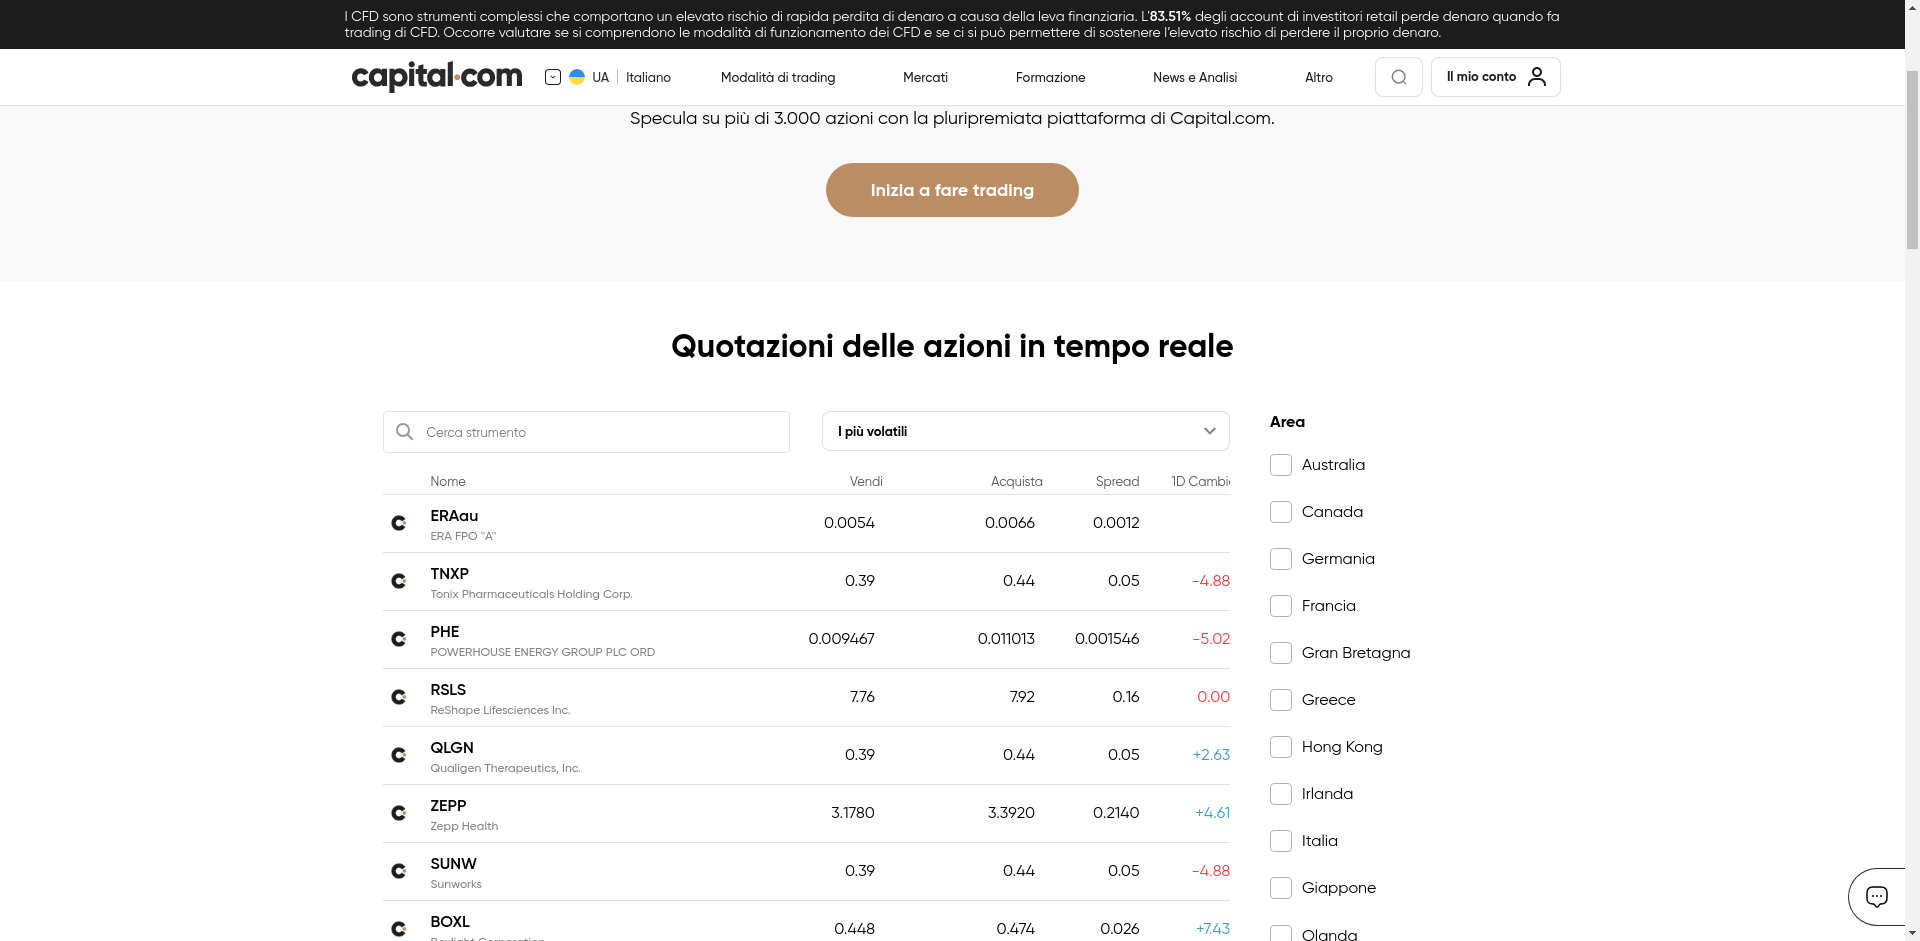 I CFD sono strumenti complessi che comportano un elevato rischio di rapida perdita di denaro a causa della leva finanziaria. L'83.51% degli account di investitori retail perde denaro quando fa
trading di CFD. Occorre valutare se si comprendono le modalità di funzionamento dei CFD e se ci si può permettere di sostenere l'elevato rischio di perdere il proprio denaro.
capital.com UA Italiano Modalità di trading Mercati Formazione News e Analisi Altro Il mio conto
Specula su più di 3.000 azioni con la pluripremiata piattaforma di Capital.com.
Inizia a fare trading
Quotazioni delle azioni in tempo reale
Cerca strumento
I più volatili
Nome Vendi Acquista Spread 1D Cambi
ERAau 0.0054 0.0066 0.0012
ERA FPO "A"
TNXP 0.39 0.44 0.05 -4.88
Tonix Pharmaceuticals Holding Corp.
PHE 0.009467 0.011013 0.001546 -5.02
POWERHOUSE ENERGY GROUP PLC ORD
RSLS 7.76 7.92 0.16 0.00
ReShape Lifesciences Inc.
QLGN 0.39 0.44 0.05 +2.63
Qualigen Therapeutics, Inc.
ZEPP 3.1780 3.3920 0.2140 +4.61
Zepp Health
SUNW 0.39 0.44 0.05 -4.88
Sunworks
BOXL 0.448 0.474 0.026 +7.43
Area
Australia
Canada
Germania
Francia
Gran Bretagna
Greece
Hong Kong
Irlanda
Italia
Giappone
Olanda